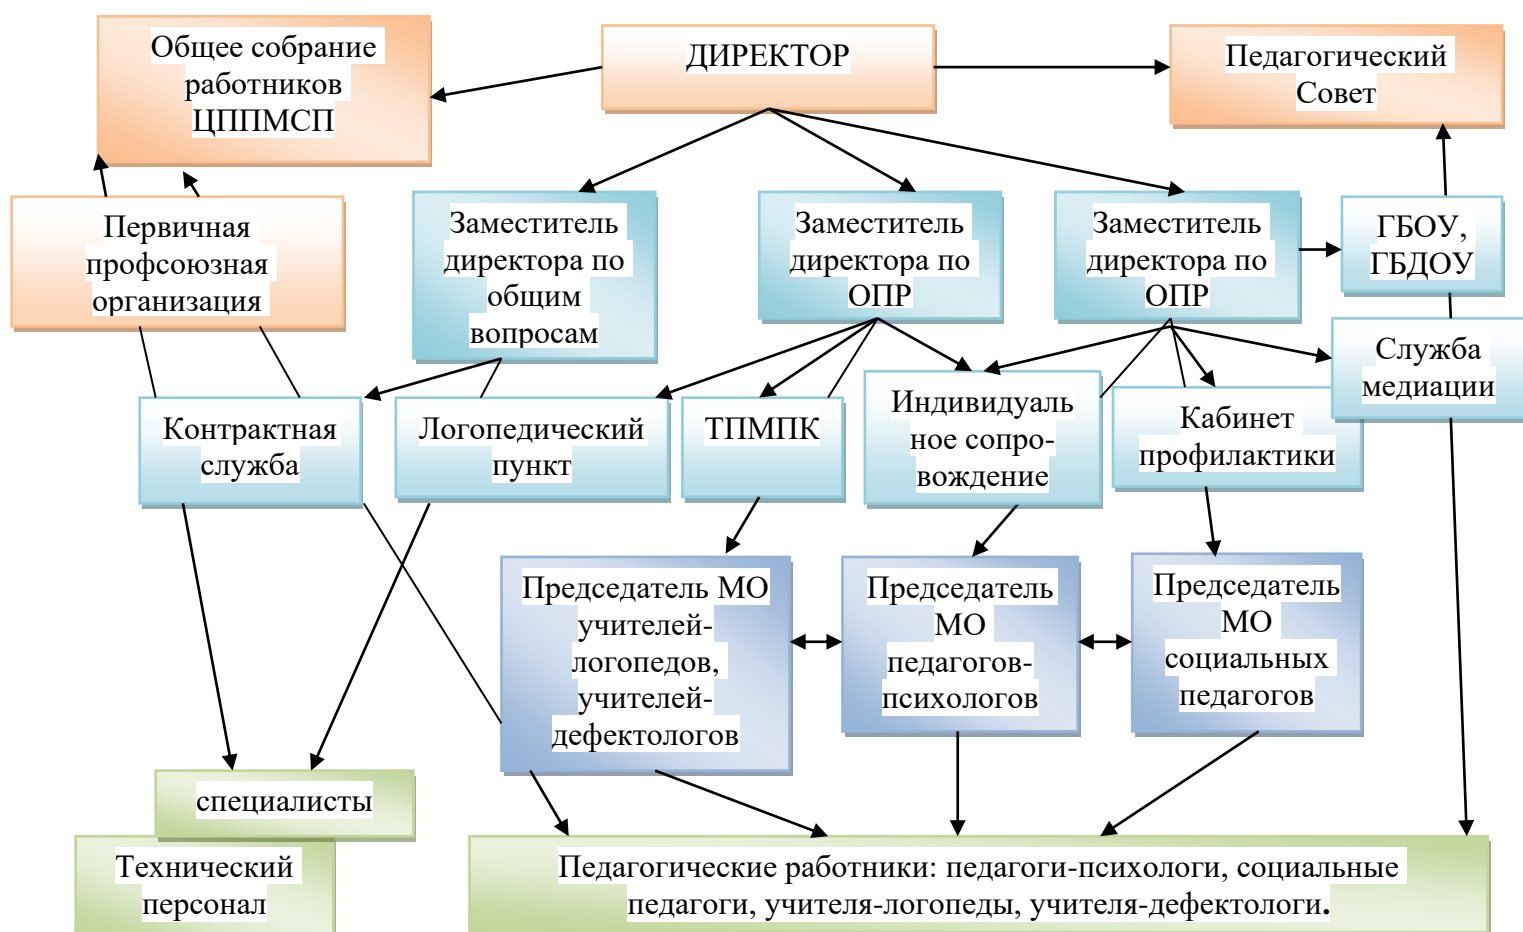 Общее собрание
работников
ЦППМСП
ДИРЕКТОР
Педагогический
Совет
Первичная
профсоюзная
организация
Заместитель
директора по
общим
вопросам
Заместитель
директора по
ОПР
Заместитель
директора по
ОПР
ГБОУ,
ГБДОУ
Служба
медиации
Контрактная
служба
Логопедический
пункт
ТПМПК
Индивидуаль
ное сопро-
вождение
Кабинет
профилактики
Председатель МО
учителей-
логопедов,
учителей-
дефектологов
Председатель
МО
педагогов-
психологов
Председатель
МО
социальных
педагогов
специалисты
Технический
персонал
Педагогические работники: педагоги-психологи, социальные
педагоги, учителя-логопеды, учителя-дефектологи.